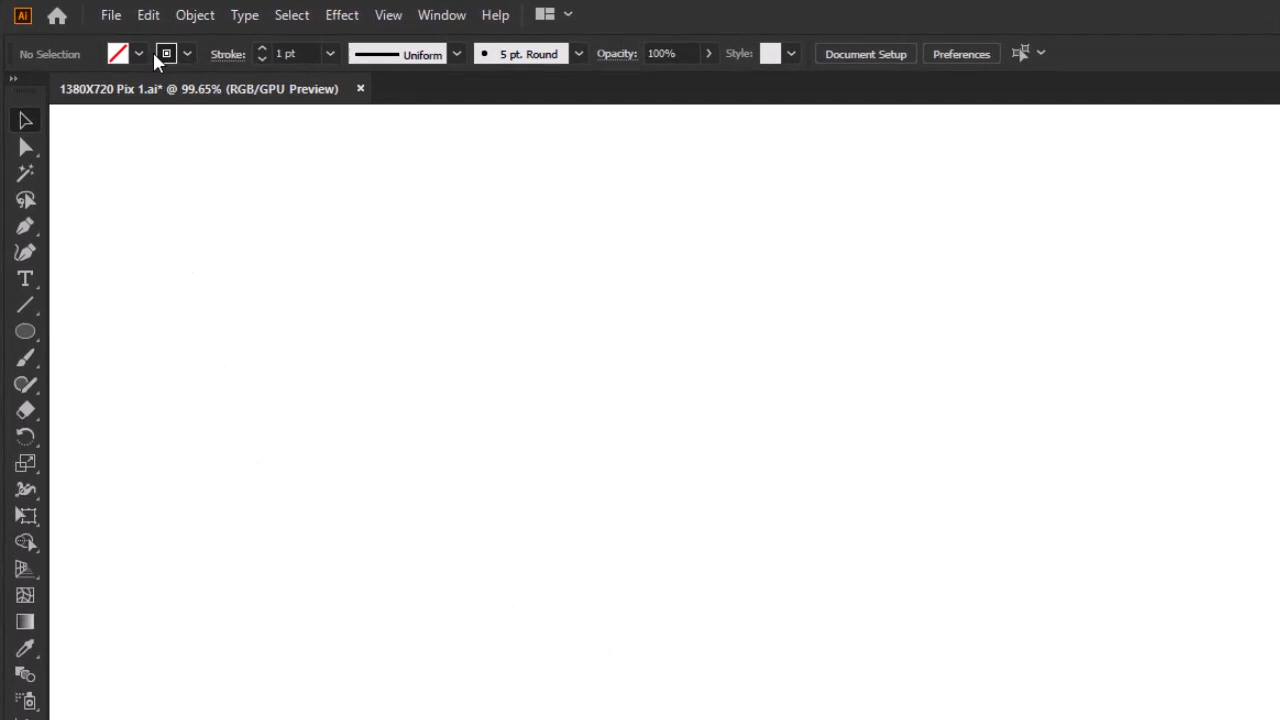 Ai File Edit Object Type Select Effect View Window Help
No Selection Stroke: 1 pt Uniform 5 pt. Round Opacity: 100% Style: Document Setup Preferences
1380X720 Pix 1.ai* @ 99.65% (RGB/GPU Preview)